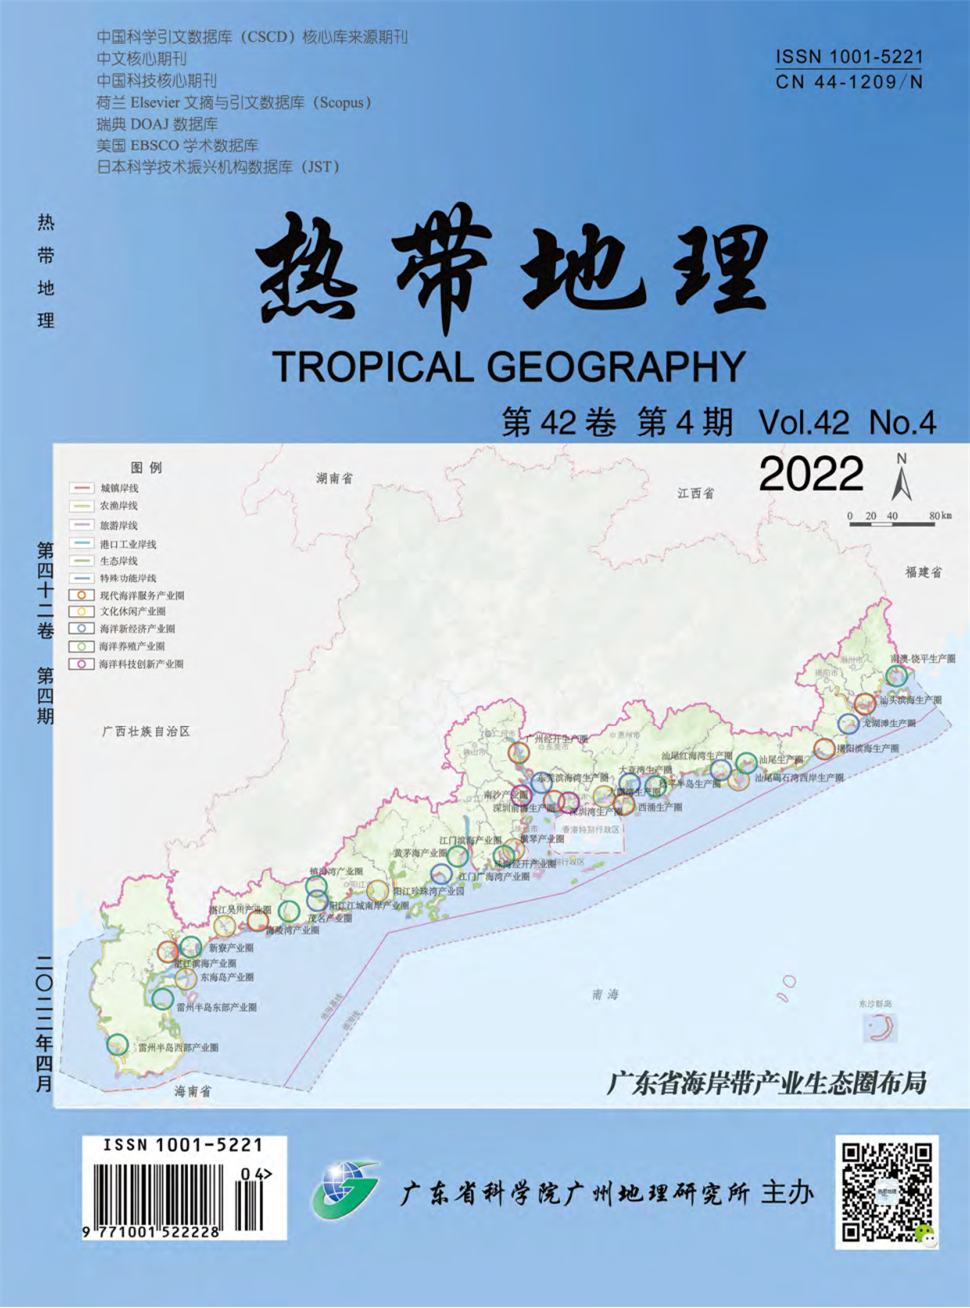 中国科学引文数据库（CSCD）核心库来源期刊
中文核心期刊
中国科技核心期刊
荷兰 Elsevier 文摘与引文数据库（Scopus）
瑞典 DOAJ 数据库
美国 EBSCO 学术数据库
日本科学技术振兴机构数据库（JST）
ISSN 1001-5221
CN 44-1209/N
热带地理
热带地理
TROPICAL GEOGRAPHY
第 42 卷 第 4 期 Vol.42 No.4
2022
N
0 20 40 80km
图 例
城镇岸线
农渔岸线
旅游岸线
港口工业岸线
生态岸线
特殊功能岸线
现代海洋服务产业圈
文化休闲产业圈
海洋新经济产业圈
海洋养殖产业圈
海洋科技创新产业圈
湖南省
江西省
福建省
广西壮族自治区
第四十二卷 第四期
二〇二二年四月
南澳-饶平生产圈
潮州市
揭阳市
汕头滨海生产圈
龙湖滩生产圈
揭阳滨海生产圈
广州经开生产圈
东莞市
惠州市
佛山市
汕尾红海湾生产圈
汕尾生产圈
汕尾碣石湾西岸生产圈
大亚湾生产圈
东莞滨海湾生产圈
南沙产业圈
深圳前海生产圈
深圳湾生产圈
西涌生产圈
香港特别行政区
横琴产业圈
珠海经开产业圈
江门滨海产业圈
黄茅海产业圈
江门广海湾产业圈
镇海湾产业圈
阳江珍珠湾产业园
阳江江城南岸产业圈
茂名产业圈
湛江吴川产业圈
海陵湾产业圈
新寮产业圈
湛江滨海产业圈
东海岛产业圈
雷州半岛东部产业圈
雷州半岛西部产业圈
南 海
东沙群岛
海南省
广东省海岸带产业生态圈布局
ISSN 1001-5221
04>
9 771001 522228
广东省科学院广州地理研究所 主办